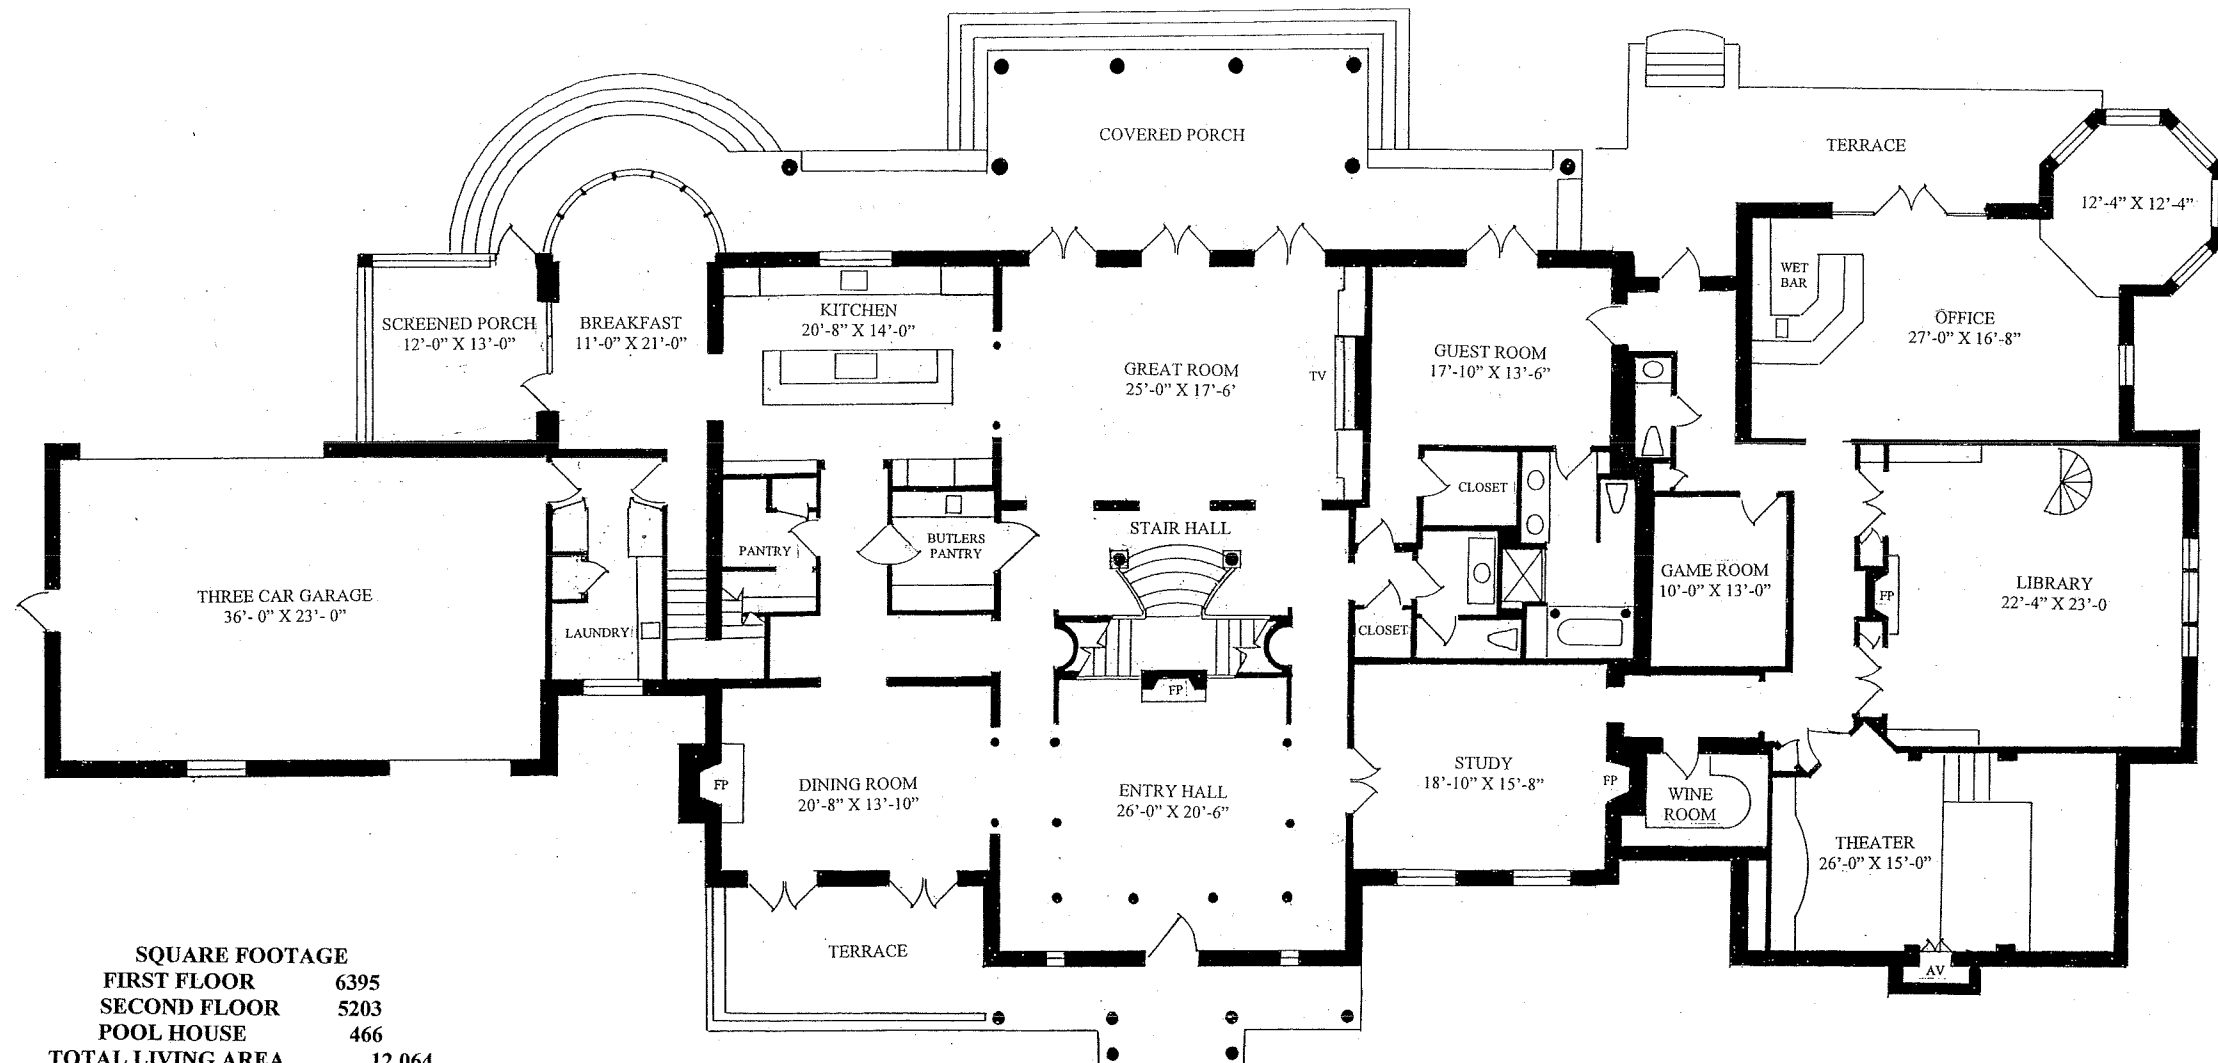 COVERED PORCH
TERRACE
12'-4" X 12'-4"
WET
BAR
SCREENED PORCH
12'-0" X 13'-0"
BREAKFAST
11'-0" X 21'-0"
KITCHEN
20'-8" X 14'-0"
GREAT ROOM
25'-0" X 17'-6'
TV
GUEST ROOM
17'-10" X 13'-6"
OFFICE
27'-0" X 16'-8"
CLOSET
STAIR HALL
PANTRY
BUTLERS
PANTRY
THREE CAR GARAGE
36'- 0" X 23'- 0"
LAUNDRY
CLOSET
GAME ROOM
10'-0" X 13'-0"
FP
LIBRARY
22'-4" X 23'-0
FP
FP
DINING ROOM
20'-8" X 13'-10"
ENTRY HALL
26'-0" X 20'-6"
STUDY
18'-10" X 15'-8"
FP
WINE
ROOM
THEATER
26'-0" X 15'-0"
TERRACE
AV
SQUARE FOOTAGE
FIRST FLOOR 6395
SECOND FLOOR 5203
POOL HOUSE 466
TOTAL LIVING AREA 12,064